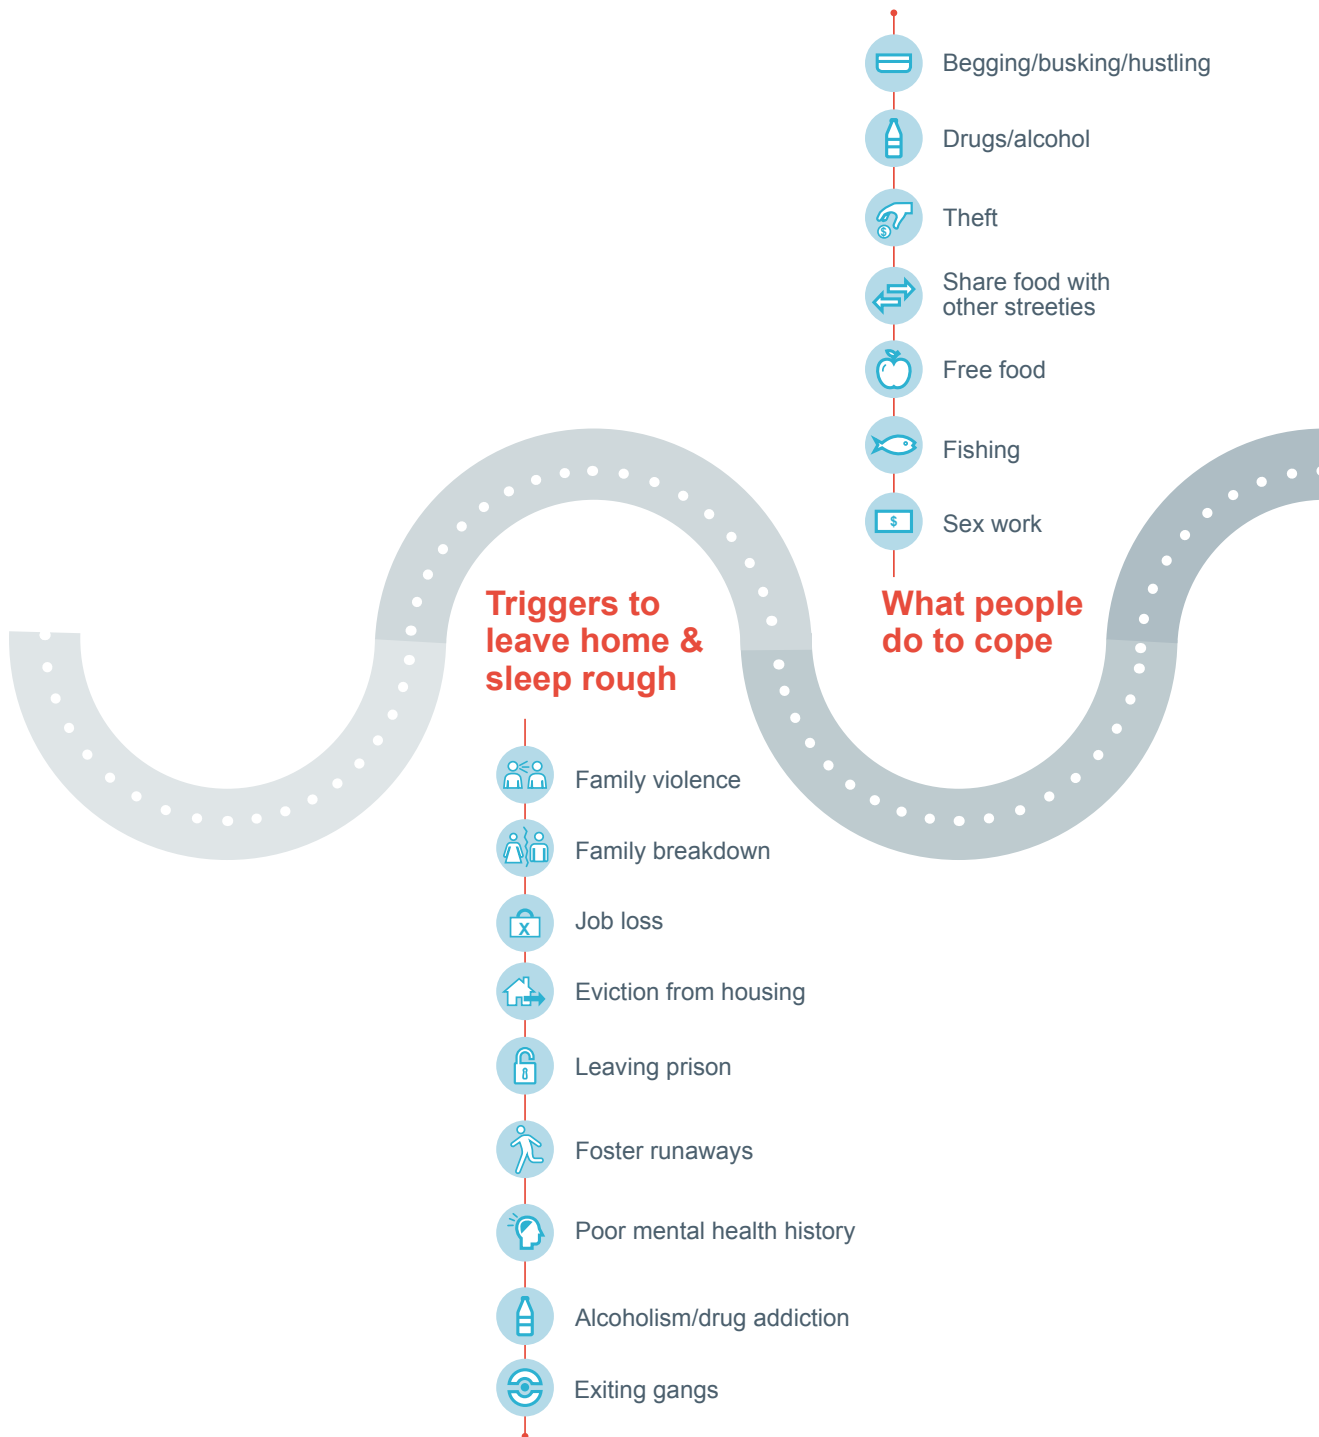 Begging/busking/hustling
Drugs/alcohol
$
Theft
Share food with
other streeties
Free food
Fishing
$
Sex work
What people
do to cope
Triggers to
leave home &
sleep rough
Family violence
Family breakdown
X
Job loss
Eviction from housing
Leaving prison
Foster runaways
Poor mental health history
Alcoholism/drug addiction
Exiting gangs